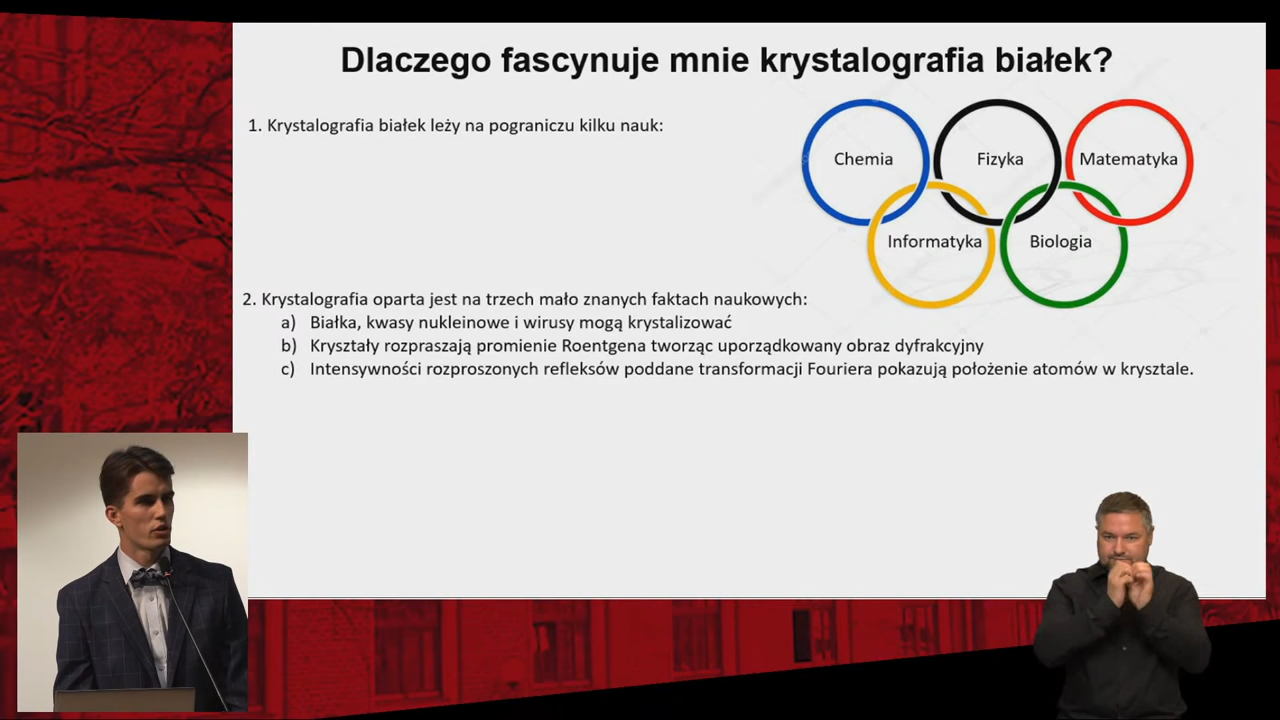 Dlaczego fascynuje mnie krystalografia białek?
1. Krystalografia białek leży na pograniczu kilku nauk:
Chemia
Fizyka
Matematyka
Informatyka
Biologia
2. Krystalografia oparta jest na trzech mało znanych faktach naukowych:
a) Białka, kwasy nukleinowe i wirusy mogą krystalizować
b) Kryształy rozpraszają promienie Roentgena tworząc uporządkowany obraz dyfrakcyjny
c) Intensywności rozproszonych refleksów poddane transformacji Fouriera pokazują położenie atomów w krysztale.